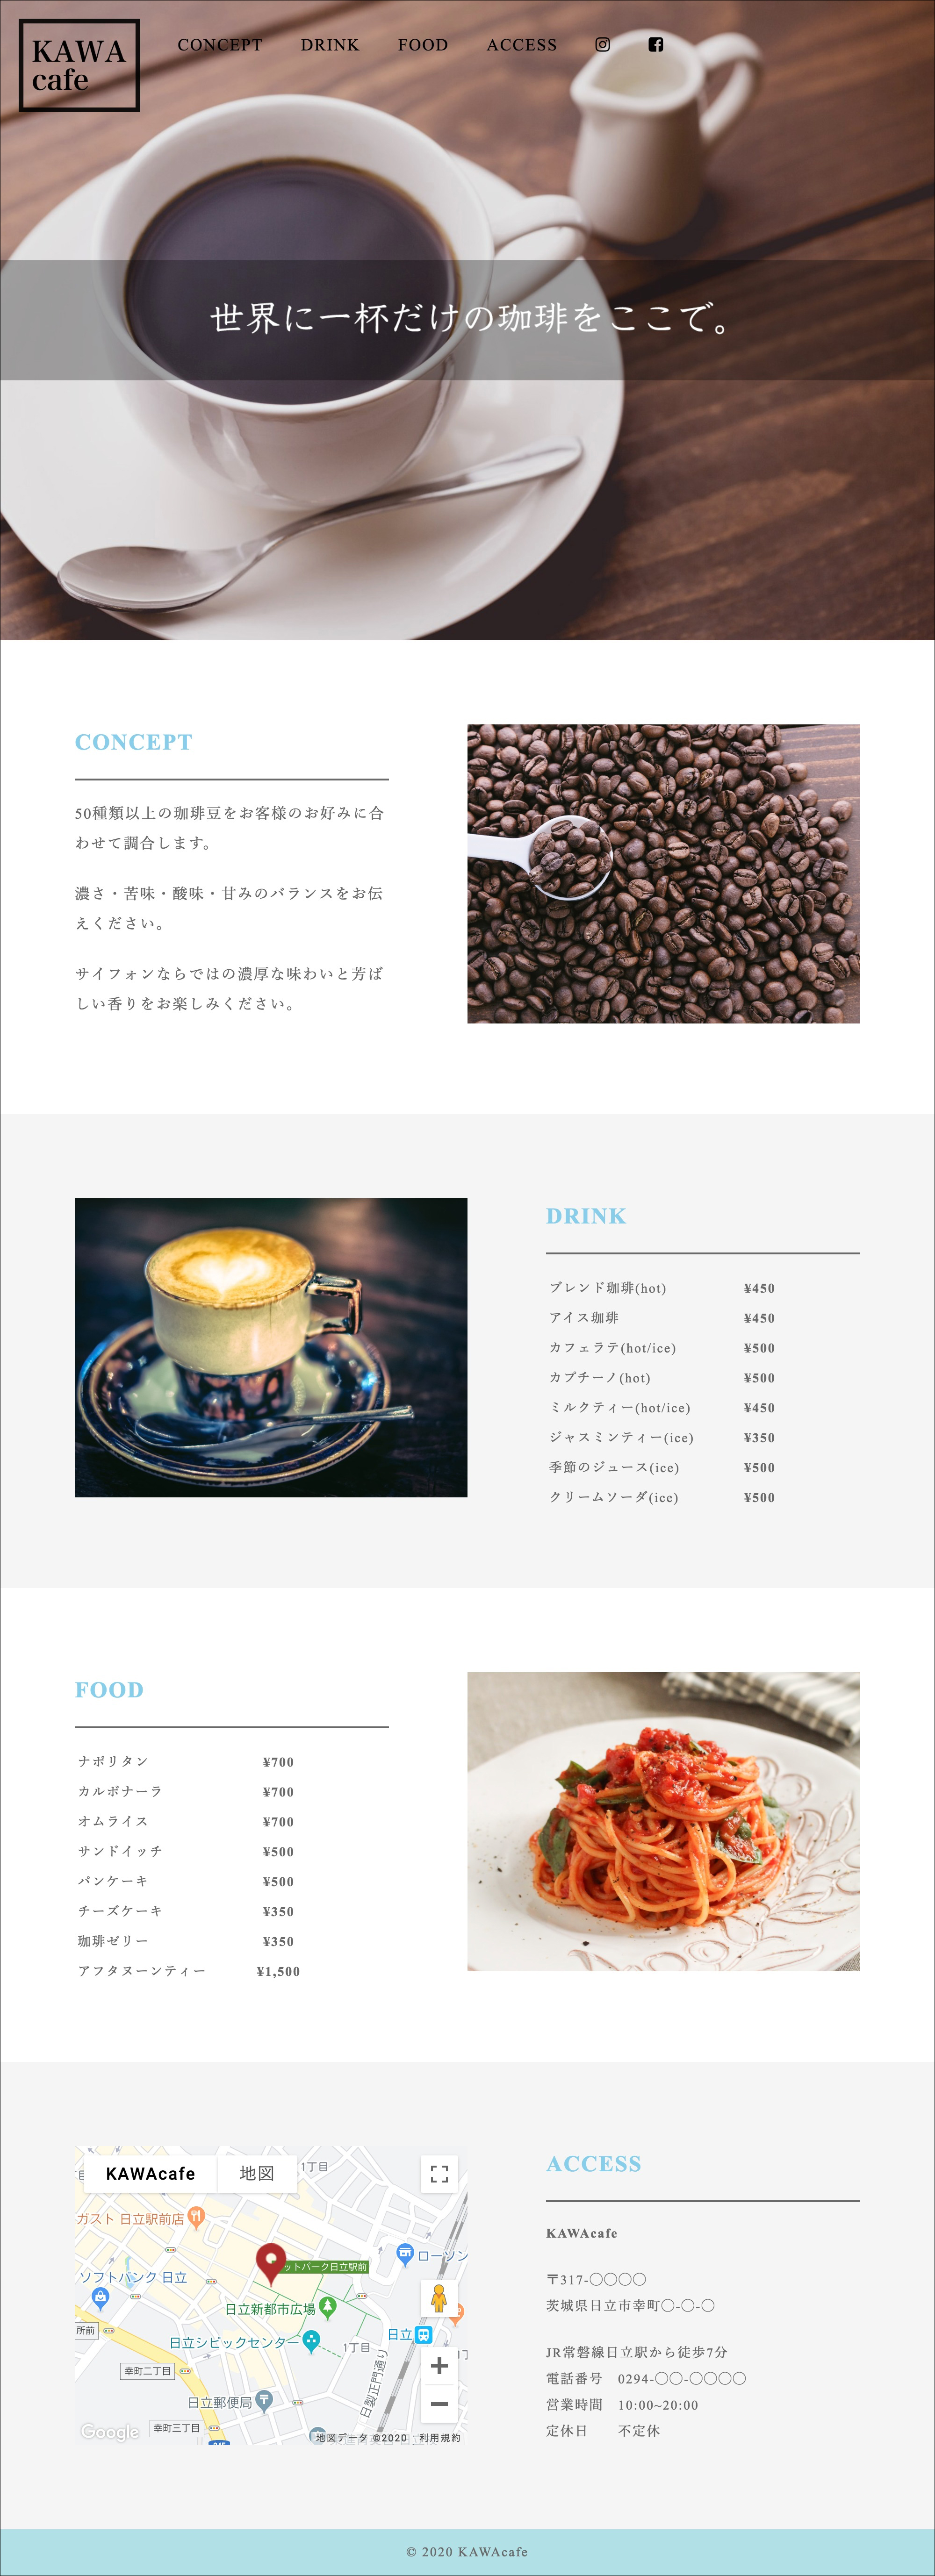 KAWA
cafe
CONCEPT DRINK FOOD ACCESS
世界に一杯だけの珈琲をここで。
CONCEPT
50種類以上の珈琲豆をお客様のお好みに合
わせて調合します。
濃さ・苦味・酸味・甘みのバランスをお伝
えください。
サイフォンならではの濃厚な味わいと芳ば
しい香りをお楽しみください。
DRINK
ブレンド珈琲(hot) ¥450
アイス珈琲 ¥450
カフェラテ(hot/ice) ¥500
カプチーノ(hot) ¥500
ミルクティー(hot/ice) ¥450
ジャスミンティー(ice) ¥350
季節のジュース(ice) ¥500
クリームソーダ(ice) ¥500
FOOD
ナポリタン ¥700
カルボナーラ ¥700
オムライス ¥700
サンドイッチ ¥500
パンケーキ ¥500
チーズケーキ ¥350
珈琲ゼリー ¥350
アフタヌーンティー ¥1,500
KAWAcafe 地図
1丁目
ガスト 日立駅前店
ローソン
ットパーク日立駅前
ソフトバンク 日立
日立新都市広場
日立
日立シビックセンター
1丁目
幸町二丁目
日製正門通り
日立郵便局
幸町三丁目
Google
地図データ ©2020 利用規約
ACCESS
KAWAcafe
〒317-〇〇〇〇
茨城県日立市幸町〇-〇-〇
JR常磐線日立駅から徒歩7分
電話番号 0294-〇〇-〇〇〇〇
営業時間 10:00~20:00
定休日 不定休
© 2020 KAWAcafe